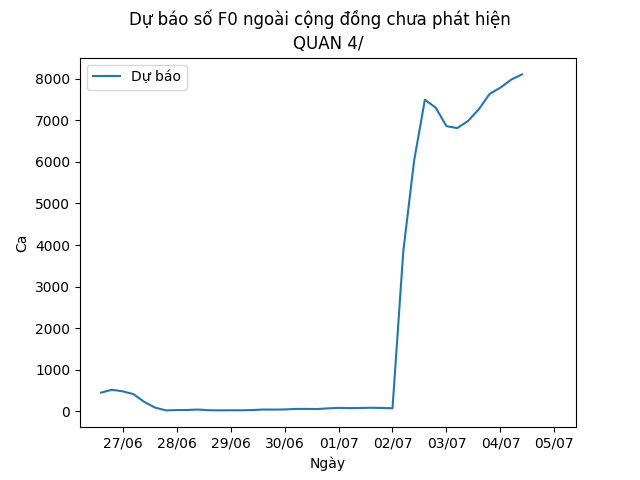 Dự báo số F0 ngoài cộng đồng chưa phát hiện
QUAN 4/
Dự báo
8000
7000
6000
5000
4000
3000
2000
1000
0
Ca
27/06 28/06 29/06 30/06 01/07 02/07 03/07 04/07 05/07
Ngày